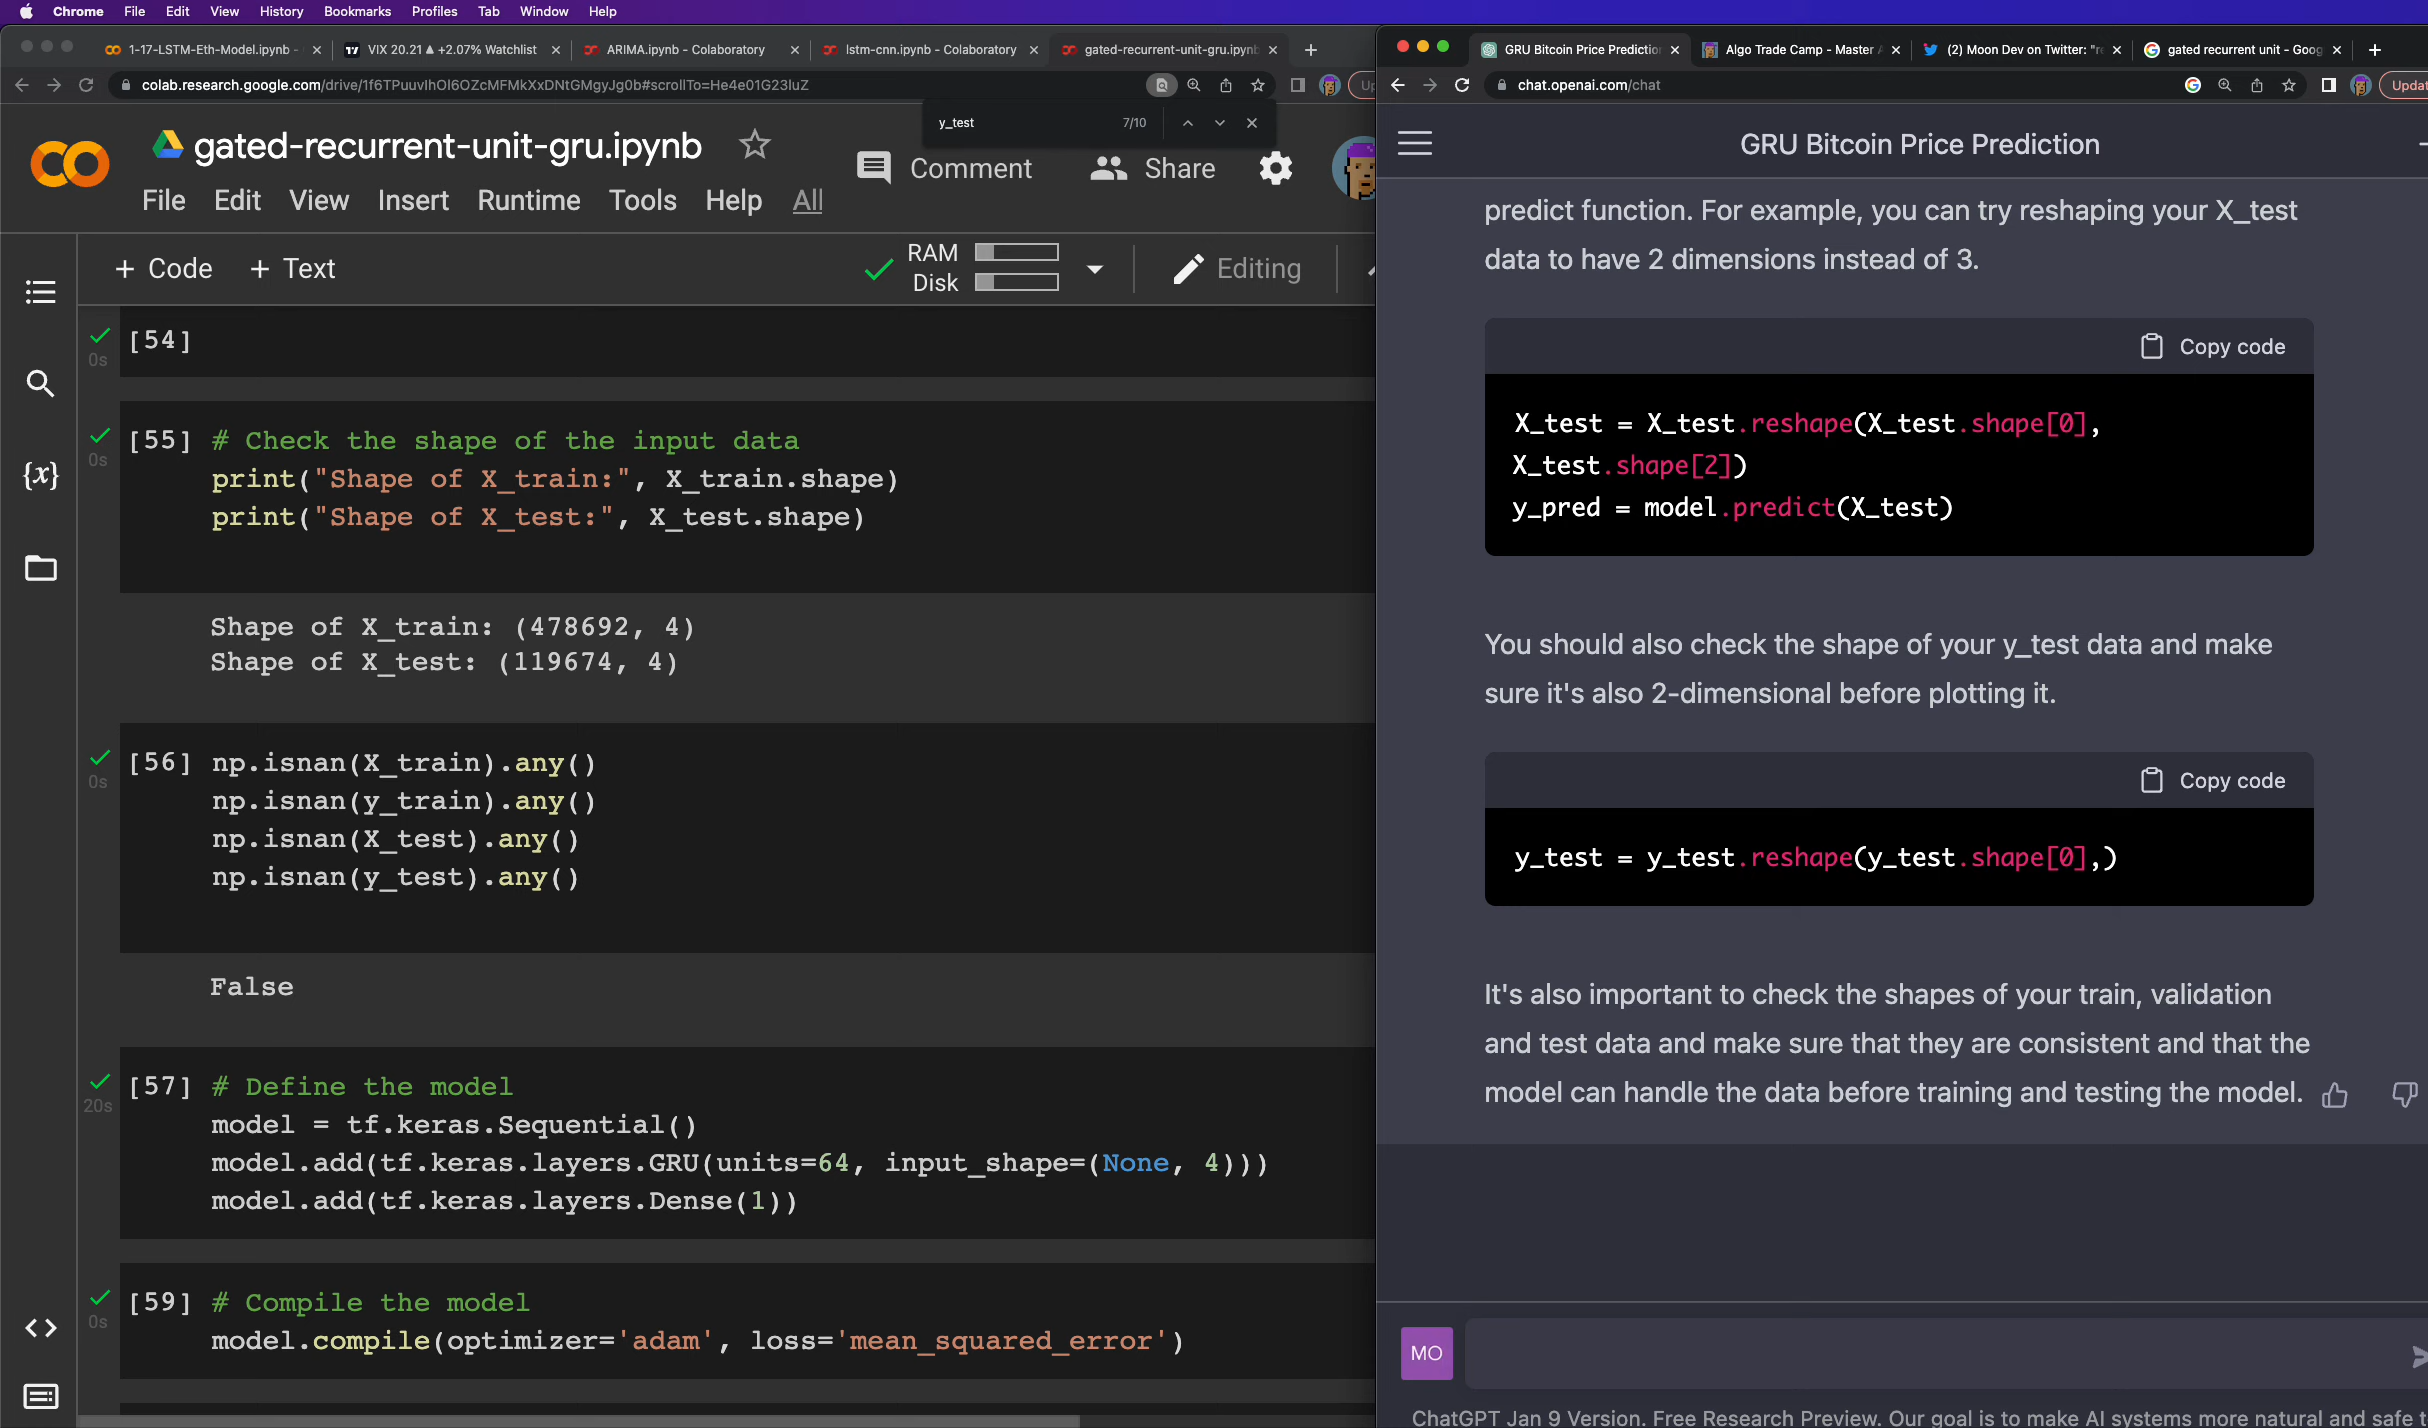 Chrome File Edit View History Bookmarks Profiles Tab Window Help
1-17-LSTM-Eth-Model.ipynb - VIX 20.21 ▲ +2.07% Watchlist ARIMA.ipynb - Colaboratory lstm-cnn.ipynb - Colaboratory gated-recurrent-unit-gru.ipynb
colab.research.google.com/drive/1f6TPuuvIhOl6OZcMFMkXxDNtGMgyJg0b#scrollTo=He4e01G23luZ
y_test 7/10
gated-recurrent-unit-gru.ipynb
Comment Share
File Edit View Insert Runtime Tools Help All
+ Code + Text
RAM
Disk
Editing
[54]
0s
[55] # Check the shape of the input data
0s
print("Shape of X_train:", X_train.shape)
print("Shape of X_test:", X_test.shape)
Shape of X_train: (478692, 4)
Shape of X_test: (119674, 4)
[56] np.isnan(X_train).any()
0s
np.isnan(y_train).any()
np.isnan(X_test).any()
np.isnan(y_test).any()
False
[57] # Define the model
20s
model = tf.keras.Sequential()
model.add(tf.keras.layers.GRU(units=64, input_shape=(None, 4)))
model.add(tf.keras.layers.Dense(1))
[59] # Compile the model
0s
model.compile(optimizer='adam', loss='mean_squared_error')
GRU Bitcoin Price Prediction Algo Trade Camp - Master (2) Moon Dev on Twitter: gated recurrent unit - Goog
chat.openai.com/chat
GRU Bitcoin Price Prediction
predict function. For example, you can try reshaping your X_test
data to have 2 dimensions instead of 3.
Copy code
X_test = X_test.reshape(X_test.shape[0],
X_test.shape[2])
y_pred = model.predict(X_test)
You should also check the shape of your y_test data and make
sure it's also 2-dimensional before plotting it.
Copy code
y_test = y_test.reshape(y_test.shape[0],)
It's also important to check the shapes of your train, validation
and test data and make sure that they are consistent and that the
model can handle the data before training and testing the model.
MO
ChatGPT Jan 9 Version. Free Research Preview. Our goal is to make AI systems more natural and safe